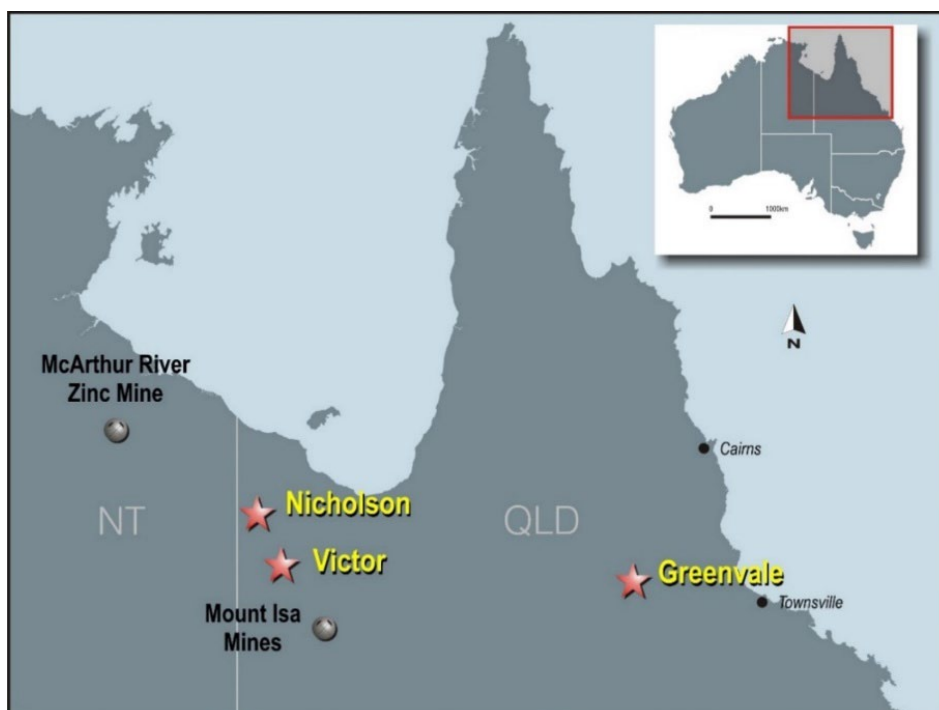 0
1000km
N
McArthur River
Zinc Mine
Cairns
NT
Nicholson
QLD
Victor
Greenvale
Mount Isa
Mines
Townsville